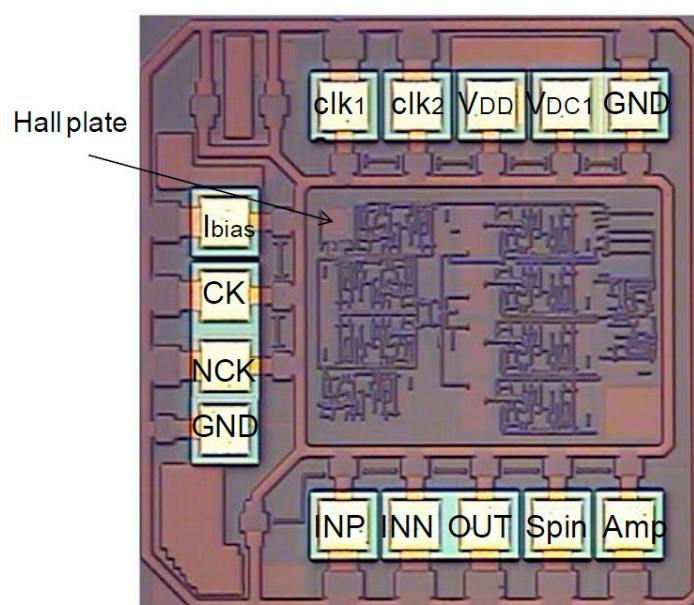 clk1 clk2 VDD VDC1 GND
Hall plate
Ibias
CK
NCK
GND
INP INN OUT Spin Amp